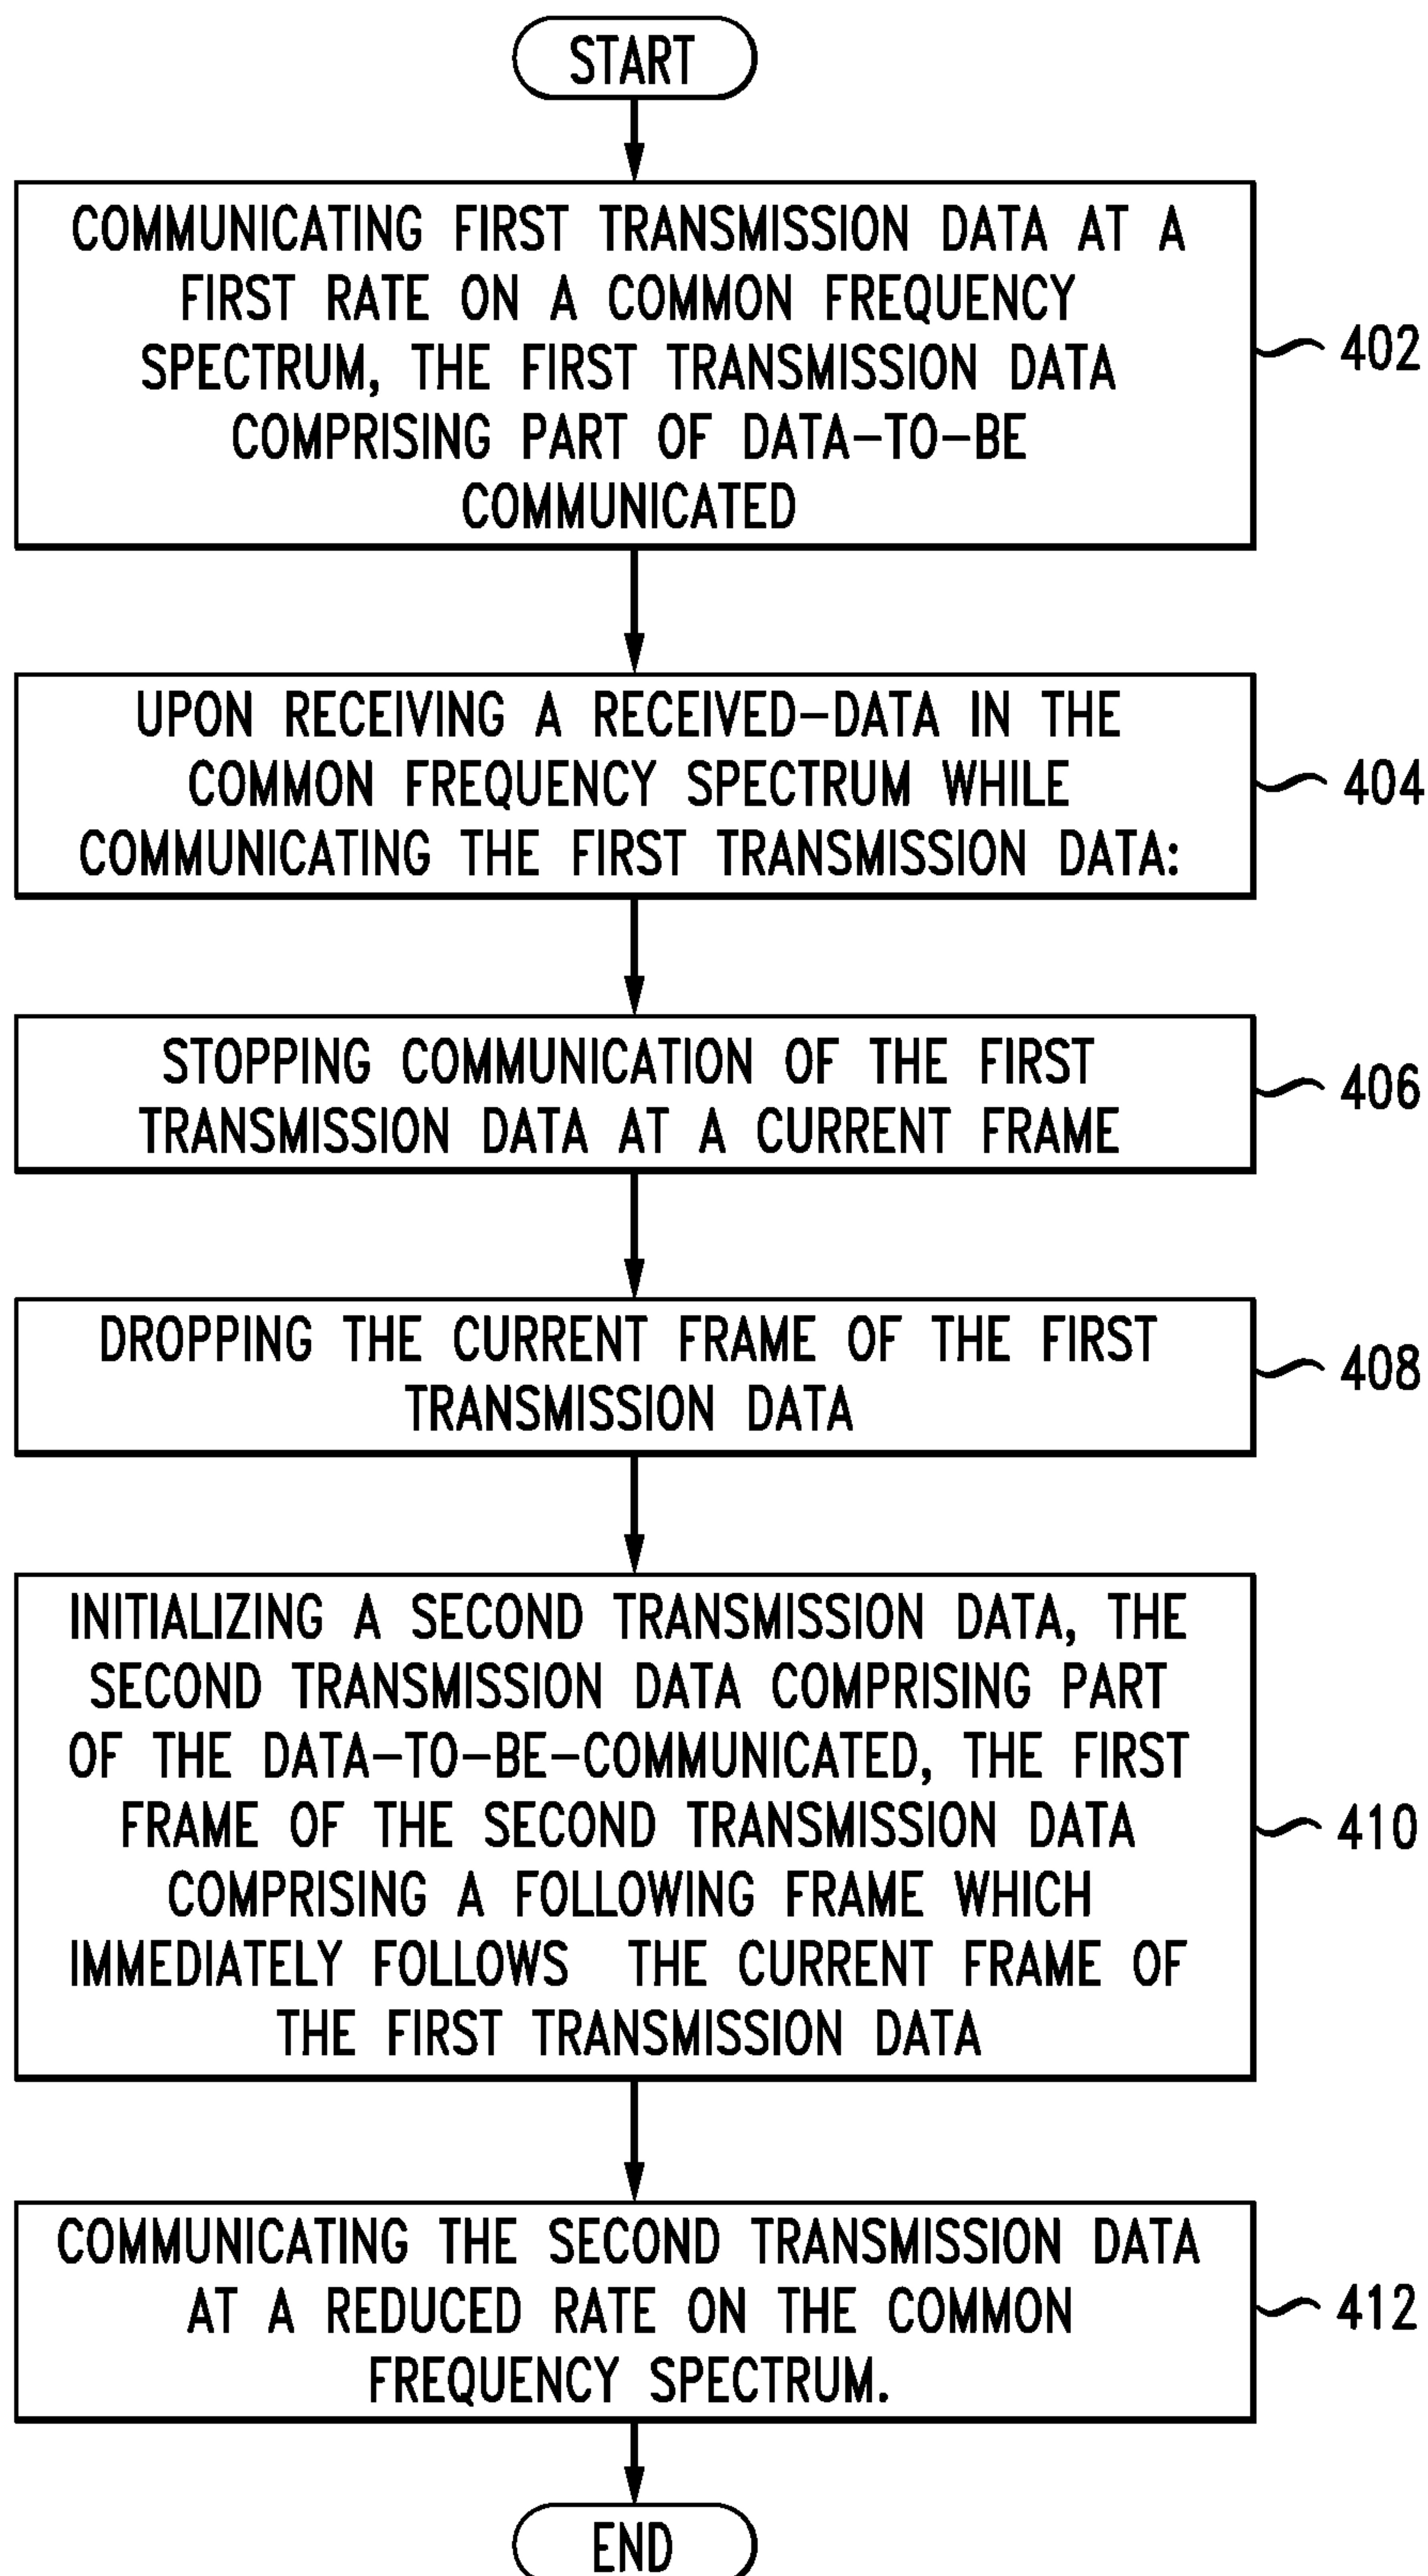 START
COMMUNICATING FIRST TRANSMISSION DATA AT A
FIRST RATE ON A COMMON FREQUENCY
SPECTRUM, THE FIRST TRANSMISSION DATA
COMPRISING PART OF DATA-TO-BE
COMMUNICATED
402
UPON RECEIVING A RECEIVED-DATA IN THE
COMMON FREQUENCY SPECTRUM WHILE
COMMUNICATING THE FIRST TRANSMISSION DATA:
404
STOPPING COMMUNICATION OF THE FIRST
TRANSMISSION DATA AT A CURRENT FRAME
406
DROPPING THE CURRENT FRAME OF THE FIRST
TRANSMISSION DATA
408
INITIALIZING A SECOND TRANSMISSION DATA, THE
SECOND TRANSMISSION DATA COMPRISING PART
OF THE DATA-TO-BE-COMMUNICATED, THE FIRST
FRAME OF THE SECOND TRANSMISSION DATA
COMPRISING A FOLLOWING FRAME WHICH
IMMEDIATELY FOLLOWS THE CURRENT FRAME OF
THE FIRST TRANSMISSION DATA
410
COMMUNICATING THE SECOND TRANSMISSION DATA
AT A REDUCED RATE ON THE COMMON
FREQUENCY SPECTRUM.
412
END